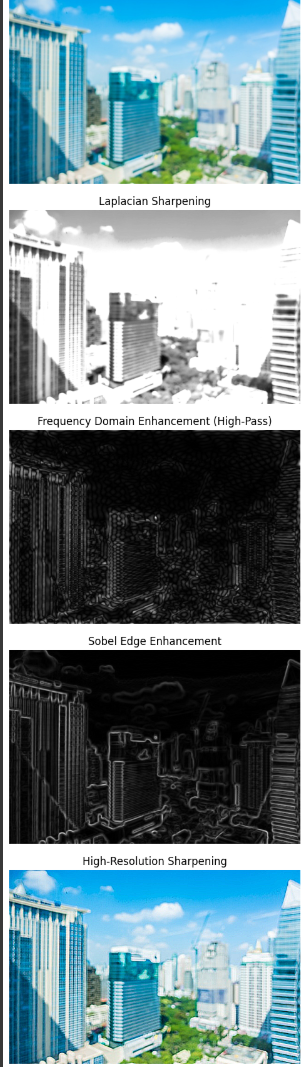 Laplacian Sharpening
Frequency Domain Enhancement (High-Pass)
Sobel Edge Enhancement
High-Resolution Sharpening